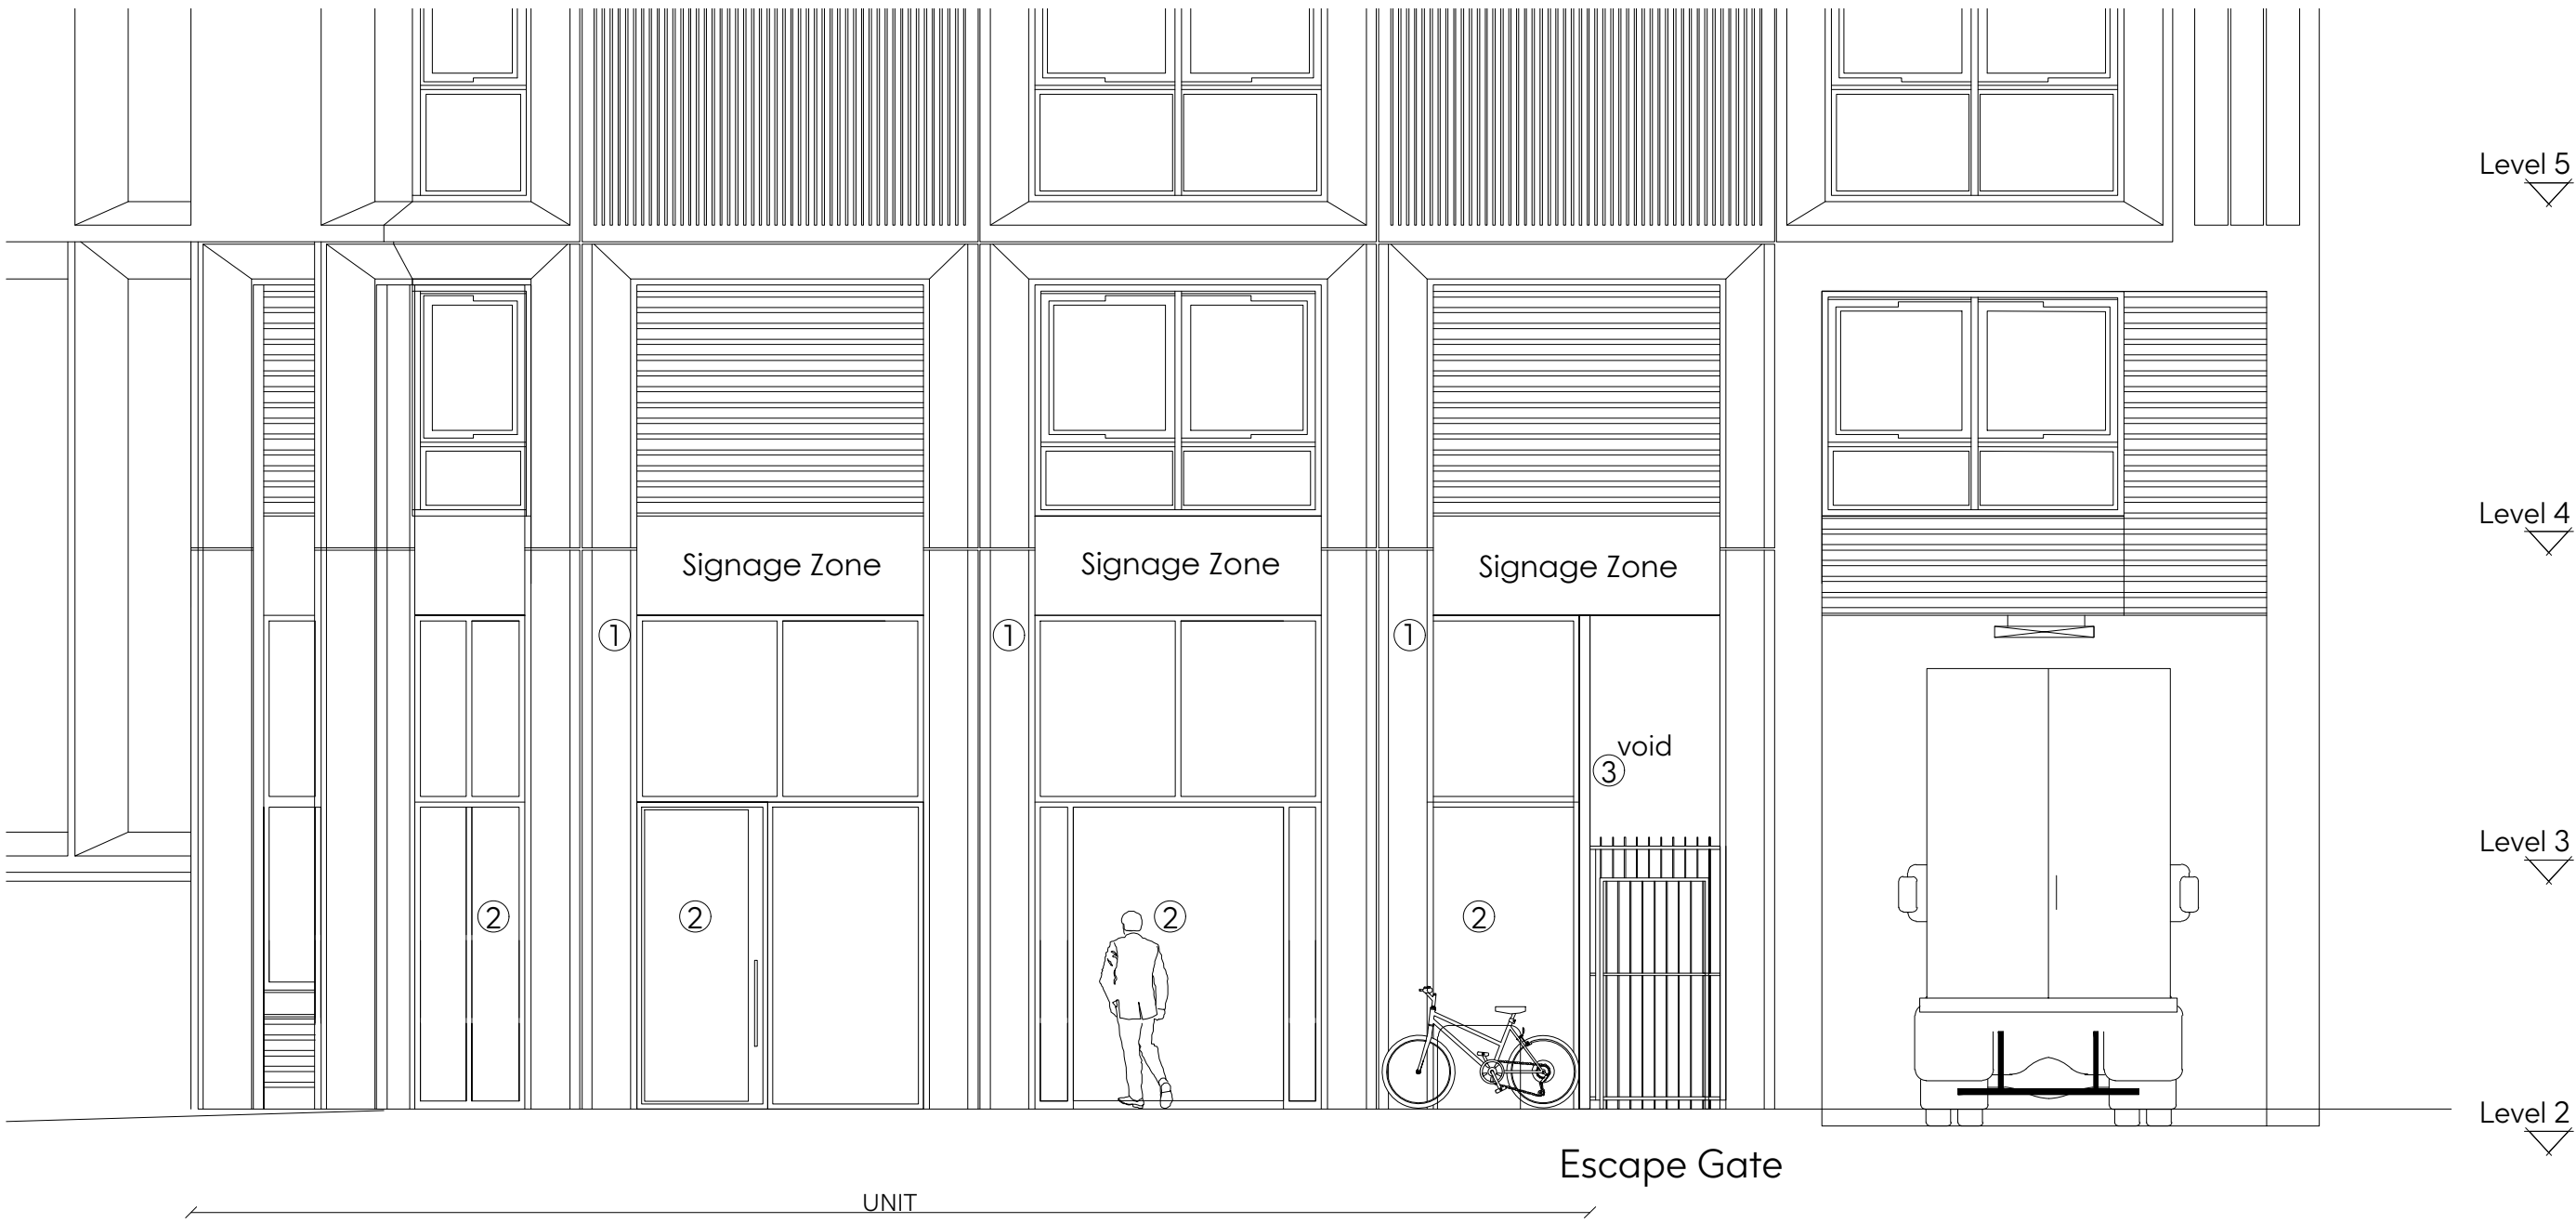 Level 5
Level 4
Signage Zone
Signage Zone
Signage Zone
1
1
1
void
3
Level 3
2
2
2
2
Level 2
Escape Gate
UNIT